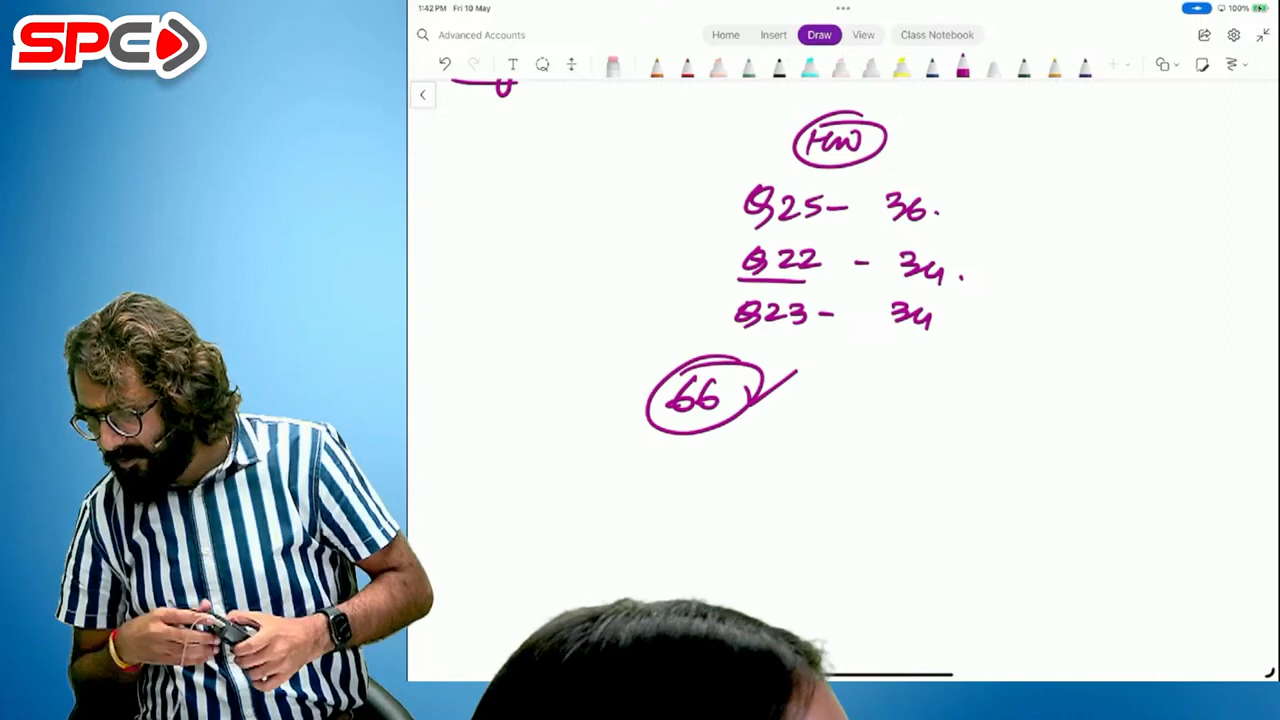 SPC
1:42 PM Fri 10 May
100%
Advanced Accounts
Home Insert Draw View Class Notebook
HW
Q25 - 36.
Q22 - 34.
Q23 - 34
66